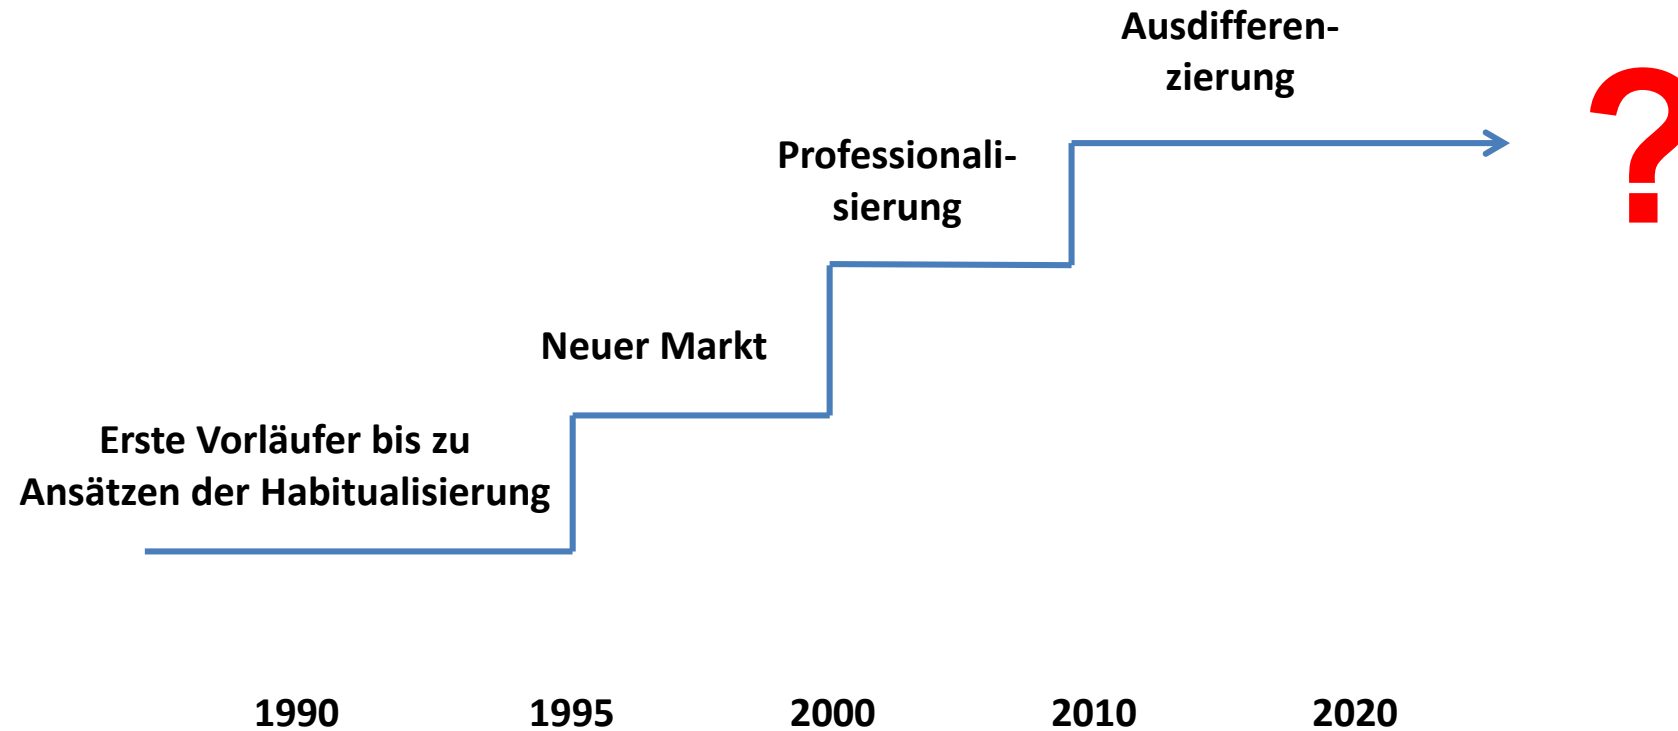 Ausdifferen-
zierung
?
Professionali-
sierung
Neuer Markt
Erste Vorläufer bis zu
Ansätzen der Habitualisierung
1990 1995 2000 2010 2020